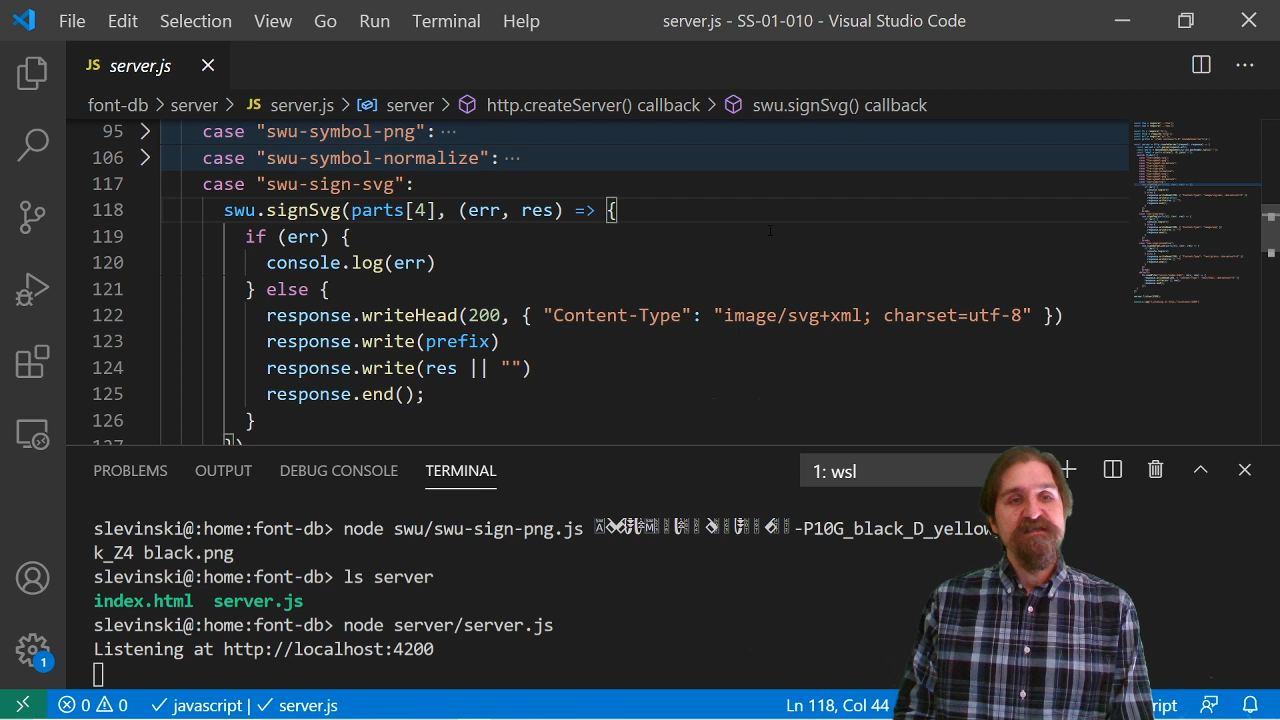 File Edit Selection View Go Run Terminal Help server.js - SS-01-010 - Visual Studio Code
JS server.js
font-db > server > JS server.js > server > http.createServer() callback > swu.signSvg() callback
95 case "swu-symbol-png": ···
106 case "swu-symbol-normalize": ···
117 case "swu-sign-svg":
118 swu.signSvg(parts[4], (err, res) => {
119 if (err) {
120 console.log(err)
121 } else {
122 response.writeHead(200, { "Content-Type": "image/svg+xml; charset=utf-8" })
123 response.write(prefix)
124 response.write(res || "")
125 response.end();
126 }
127 })
PROBLEMS OUTPUT DEBUG CONSOLE TERMINAL 1: wsl
slevinski@:home:font-db> node swu/swu-sign-png.js -P10G_black_D_yellow
k_Z4 black.png
slevinski@:home:font-db> ls server
index.html server.js
slevinski@:home:font-db> node server/server.js
Listening at http://localhost:4200
1
0 0 javascript | server.js Ln 118, Col 44